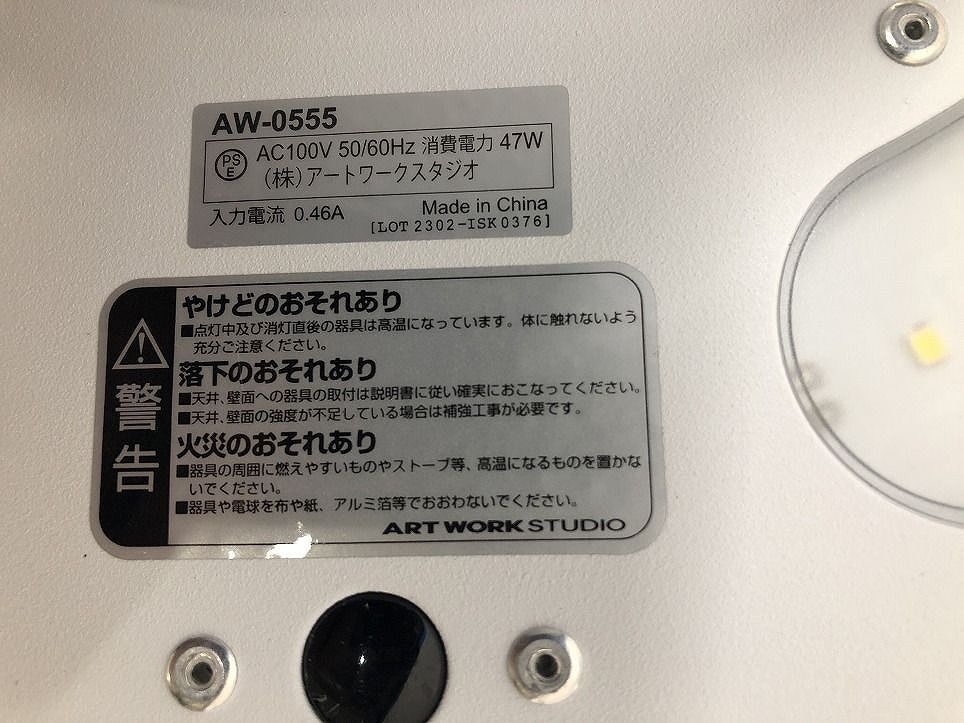 AW-0555
PS
E
AC100V 50/60Hz 消費電力 47W
(株)アートワークスタジオ
入力電流 0.46A
Made in China
[LOT 2302-ISK0376]
警告
やけどのおそれあり
■点灯中及び消灯直後の器具は高温になっています。体に触れないよう
充分ご注意ください。
落下のおそれあり
■天井、壁面への器具の取付は説明書に従い確実におこなってください。
■天井、壁面の強度が不足している場合は補強工事が必要です。
火災のおそれあり
■器具の周囲に燃えやすいものやストーブ等、高温になるものを置かな
いでください。
■器具や電球を布や紙、アルミ箔等でおおわないでください。
ART WORK STUDIO